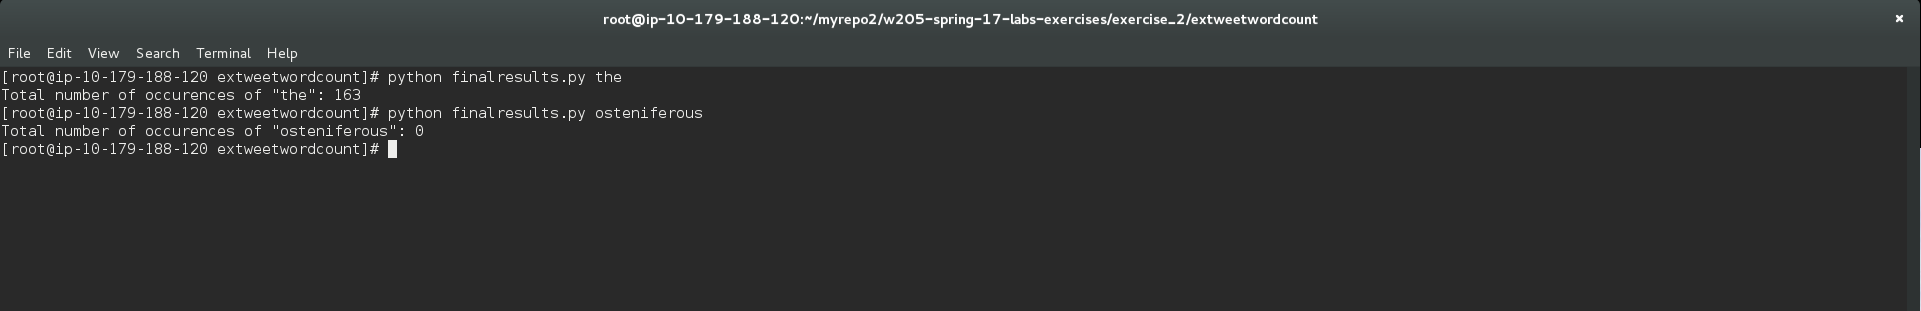 root@ip-10-179-188-120:~/myrepo2/w205-spring-17-labs-exercises/exercise_2/extweetwordcount
File Edit View Search Terminal Help
[root@ip-10-179-188-120 extweetwordcount]# python finalresults.py the
Total number of occurences of "the": 163
[root@ip-10-179-188-120 extweetwordcount]# python finalresults.py osteniferous
Total number of occurences of "osteniferous": 0
[root@ip-10-179-188-120 extweetwordcount]#